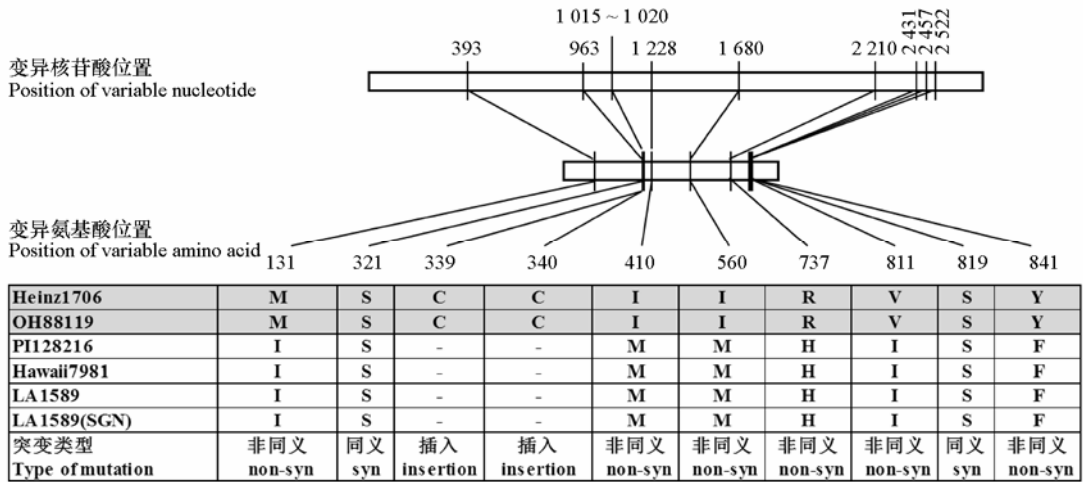 1 015～1 020
393 963 1 228 1 680 2 210 2 431 2 457 2 522
变异核苷酸位置
Position of variable nucleotide
变异氨基酸位置
Position of variable amino acid
131 321 339 340 410 560 737 811 819 841
Heinz1706 M S C C I I R V S Y
OH88119 M S C C I I R V S Y
PI128216 I S - - M M H I S F
Hawaii7981 I S - - M M H I S F
LA1589 I S - - M M H I S F
LA1589(SGN) I S - - M M H I S F
突变类型 非同义 同义 插入 插入 非同义 非同义 非同义 非同义 同义 非同义
Type of mutation non-syn syn insertion insertion non-syn non-syn non-syn non-syn syn non-syn